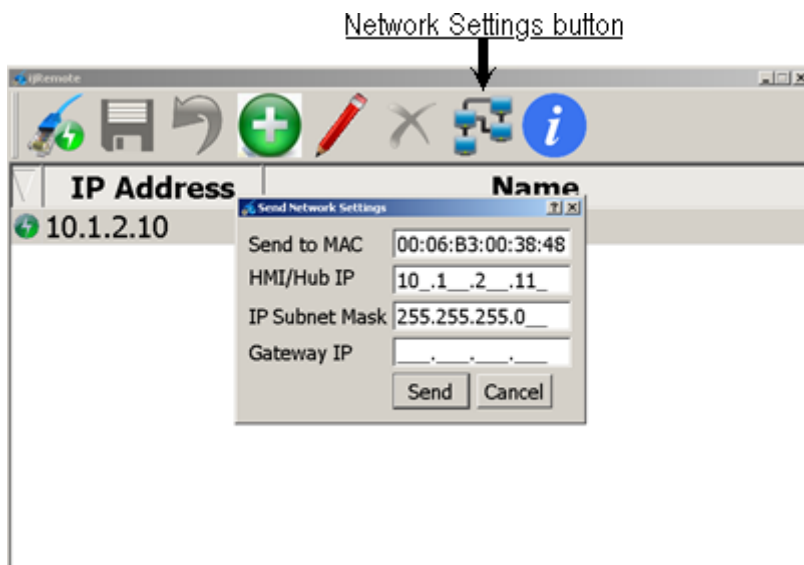 Network Settings button
ijRemote
IP Address Name
10.1.2.10
Send Network Settings
Send to MAC 00:06:B3:00:38:48
HMI/Hub IP 10_.1__.2__.11_
IP Subnet Mask 255.255.255.0__
Gateway IP ___.___.___.___
Send Cancel